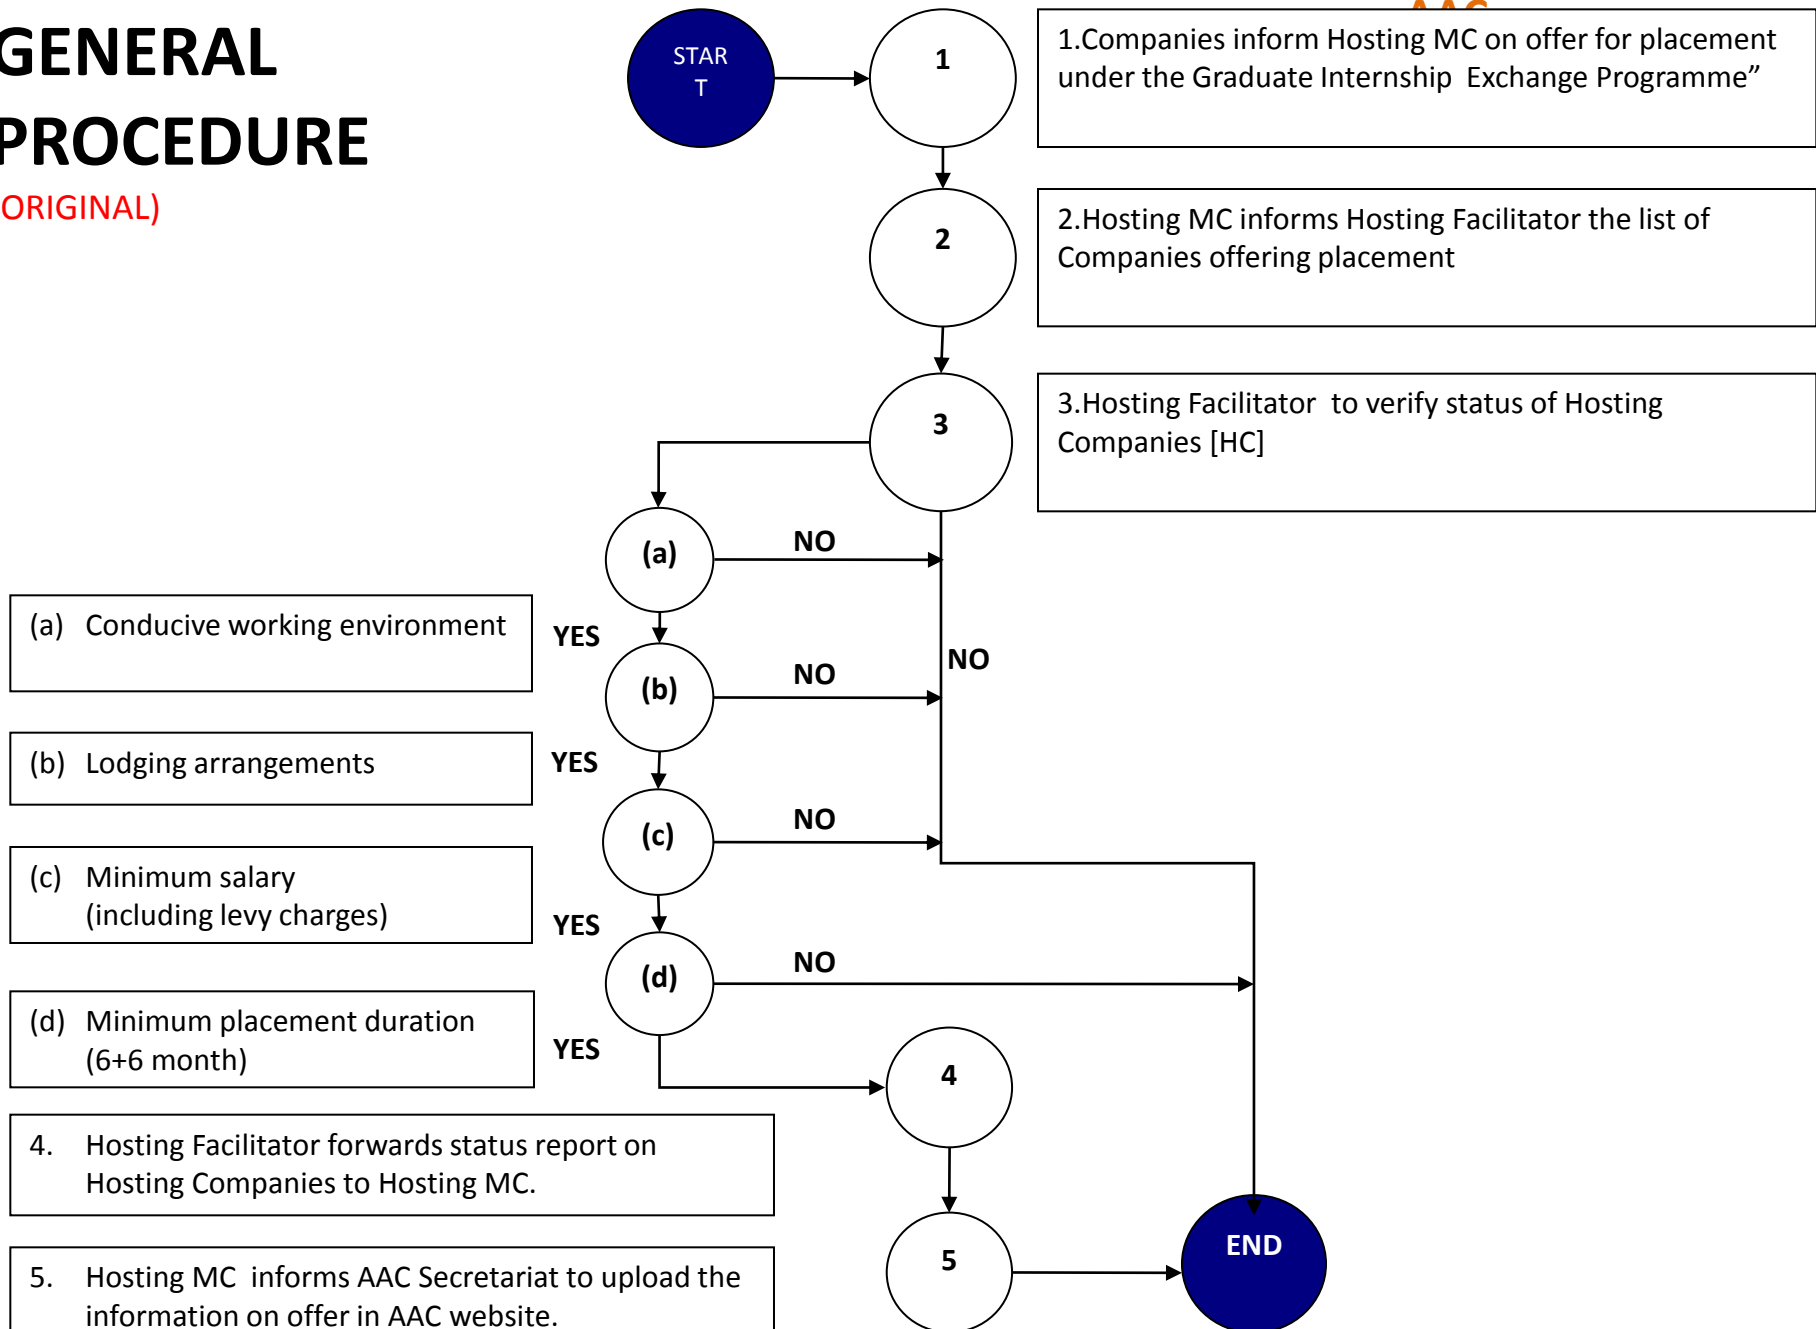 GENERAL
PROCEDURE
ORIGINAL)
STAR
T
1
1.Companies inform Hosting MC on offer for placement
under the Graduate Internship Exchange Programme”
2
2.Hosting MC informs Hosting Facilitator the list of
Companies offering placement
3
3.Hosting Facilitator to verify status of Hosting
Companies [HC]
(a)
NO
(a) Conducive working environment
YES
NO
(b)
NO
(b) Lodging arrangements
YES
(c)
NO
(c) Minimum salary
(including levy charges)
YES
(d)
NO
(d) Minimum placement duration
(6+6 month)
YES
4
4. Hosting Facilitator forwards status report on
Hosting Companies to Hosting MC.
5
END
5. Hosting MC informs AAC Secretariat to upload the
information on offer in AAC website.